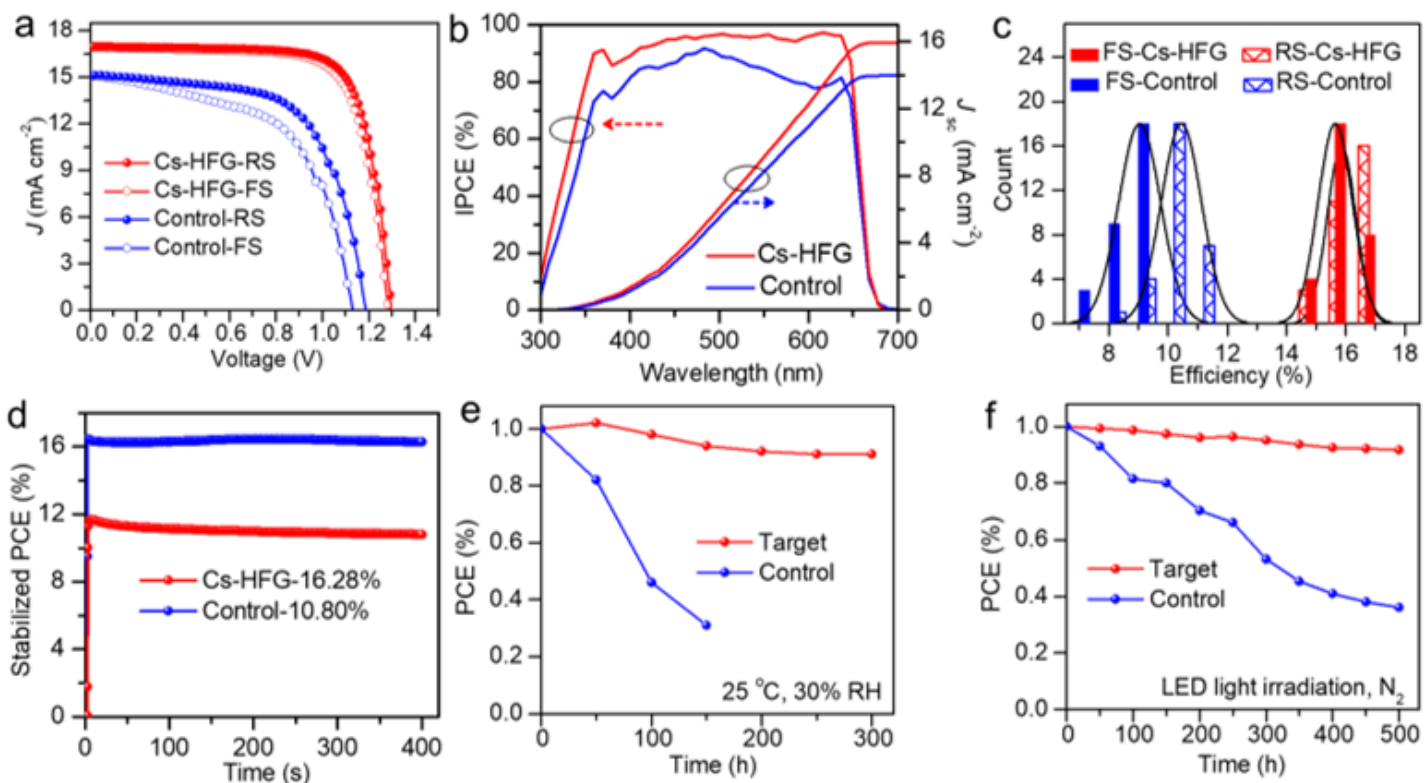 a
18
15
12
9
6
3
0
J (mA cm⁻²)
Cs-HFG-RS
Cs-HFG-FS
Control-RS
Control-FS
0.0 0.2 0.4 0.6 0.8 1.0 1.2 1.4
Voltage (V)
b
100
80
60
40
20
0
IPCE (%)
16
12
8
4
0
Jsc (mA cm⁻²)
Cs-HFG
Control
300 400 500 600 700
Wavelength (nm)
c
24
20
16
12
8
4
0
Count
FS-Cs-HFG RS-Cs-HFG
FS-Control RS-Control
8 10 12 14 16 18
Efficiency (%)
d
16
12
8
4
0
Stabilized PCE (%)
Cs-HFG-16.28%
Control-10.80%
0 100 200 300 400
Time (s)
e
1.0
0.8
0.6
0.4
0.2
0.0
PCE (%)
Target
Control
25 °C, 30% RH
0 100 200 300
Time (h)
f
1.0
0.8
0.6
0.4
0.2
0.0
PCE (%)
Target
Control
LED light irradiation, N₂
0 100 200 300 400 500
Time (h)